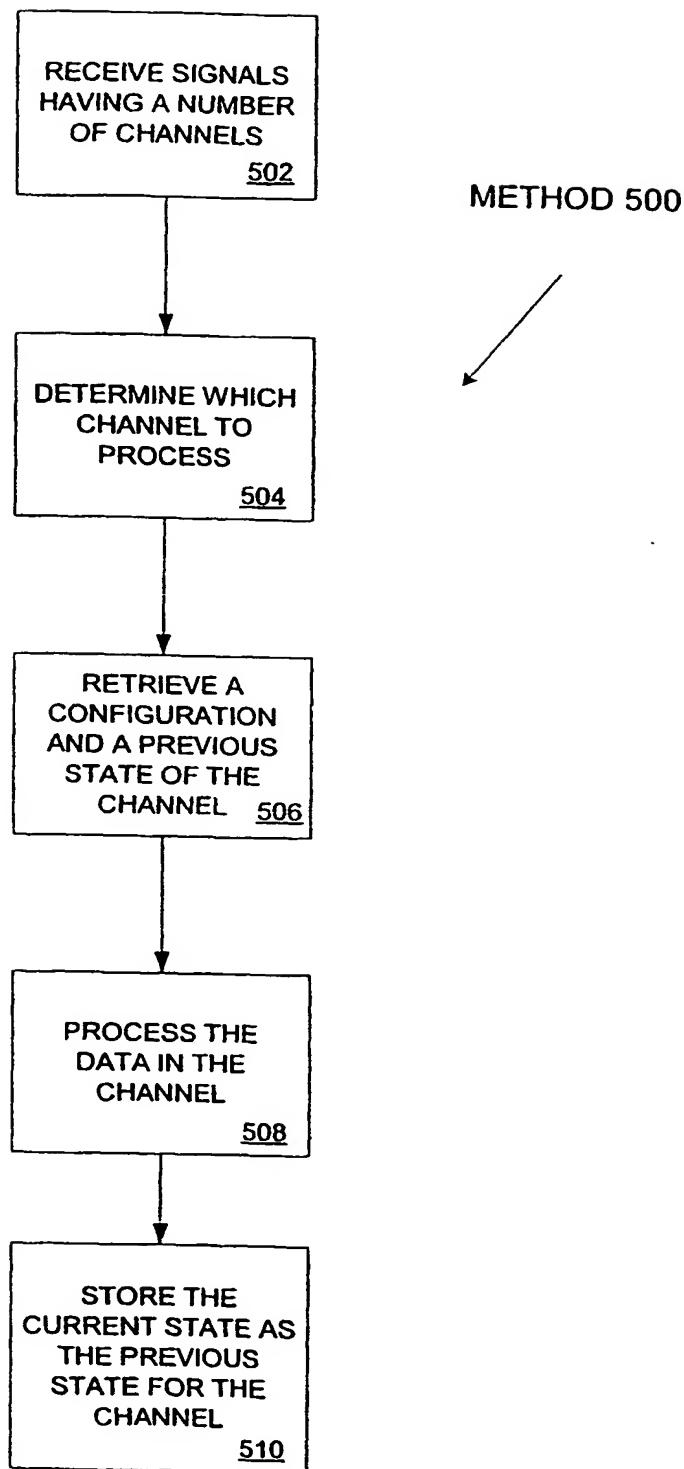 RECEIVE SIGNALS
HAVING A NUMBER
OF CHANNELS
502
METHOD 500
DETERMINE WHICH
CHANNEL TO
PROCESS
504
RETRIEVE A
CONFIGURATION
AND A PREVIOUS
STATE OF THE
CHANNEL 506
PROCESS THE
DATA IN THE
CHANNEL
508
STORE THE
CURRENT STATE AS
THE PREVIOUS
STATE FOR THE
CHANNEL
510